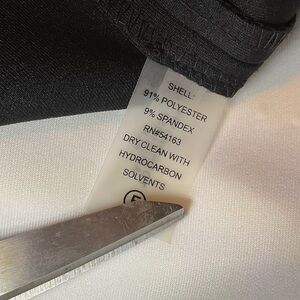 SHELL:
91% POLYESTER
9% SPANDEX
RN#54163
DRY CLEAN WITH
HYDROCARBON
SOLVENTS